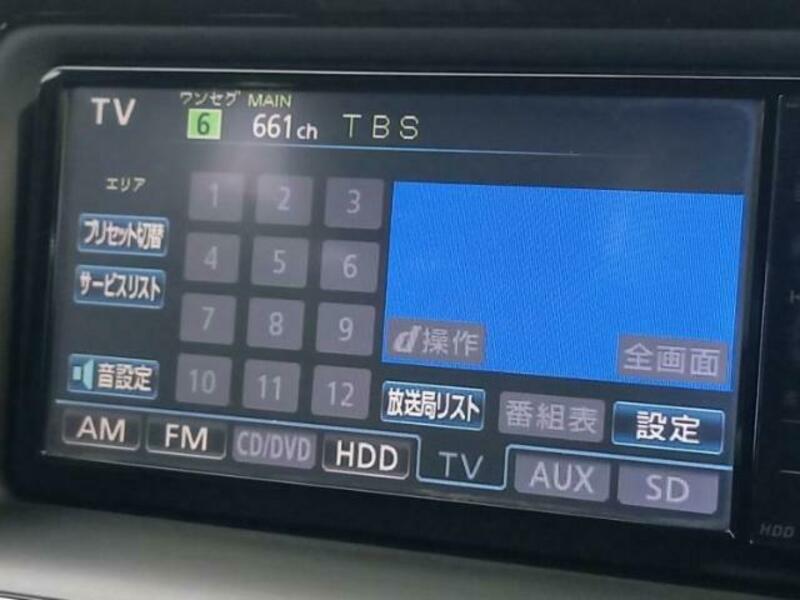 TV
ワンセグ MAIN
6 661ch TBS
エリア
1 2 3
プリセット切替
4 5 6
サービスリスト
7 8 9
d操作 全画面
音設定
10 11 12
放送局リスト 番組表 設定
AM FM CD/DVD HDD TV AUX SD
HDD